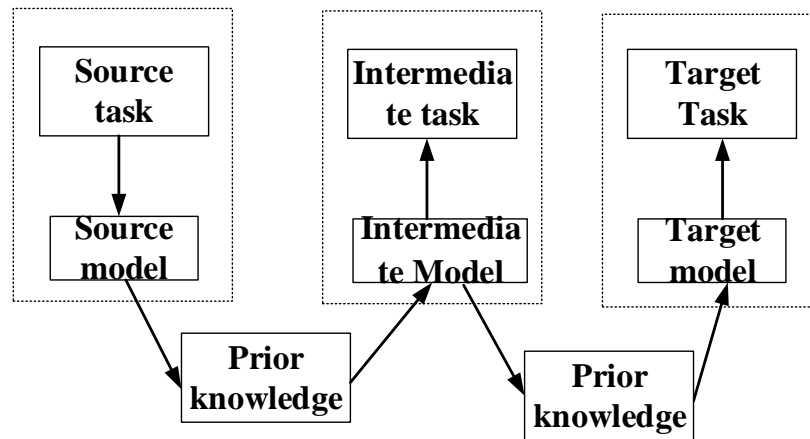 Source
task
Intermedia
te task
Target
Task
Source
model
Intermedia
te Model
Target
model
Prior
knowledge
Prior
knowledge